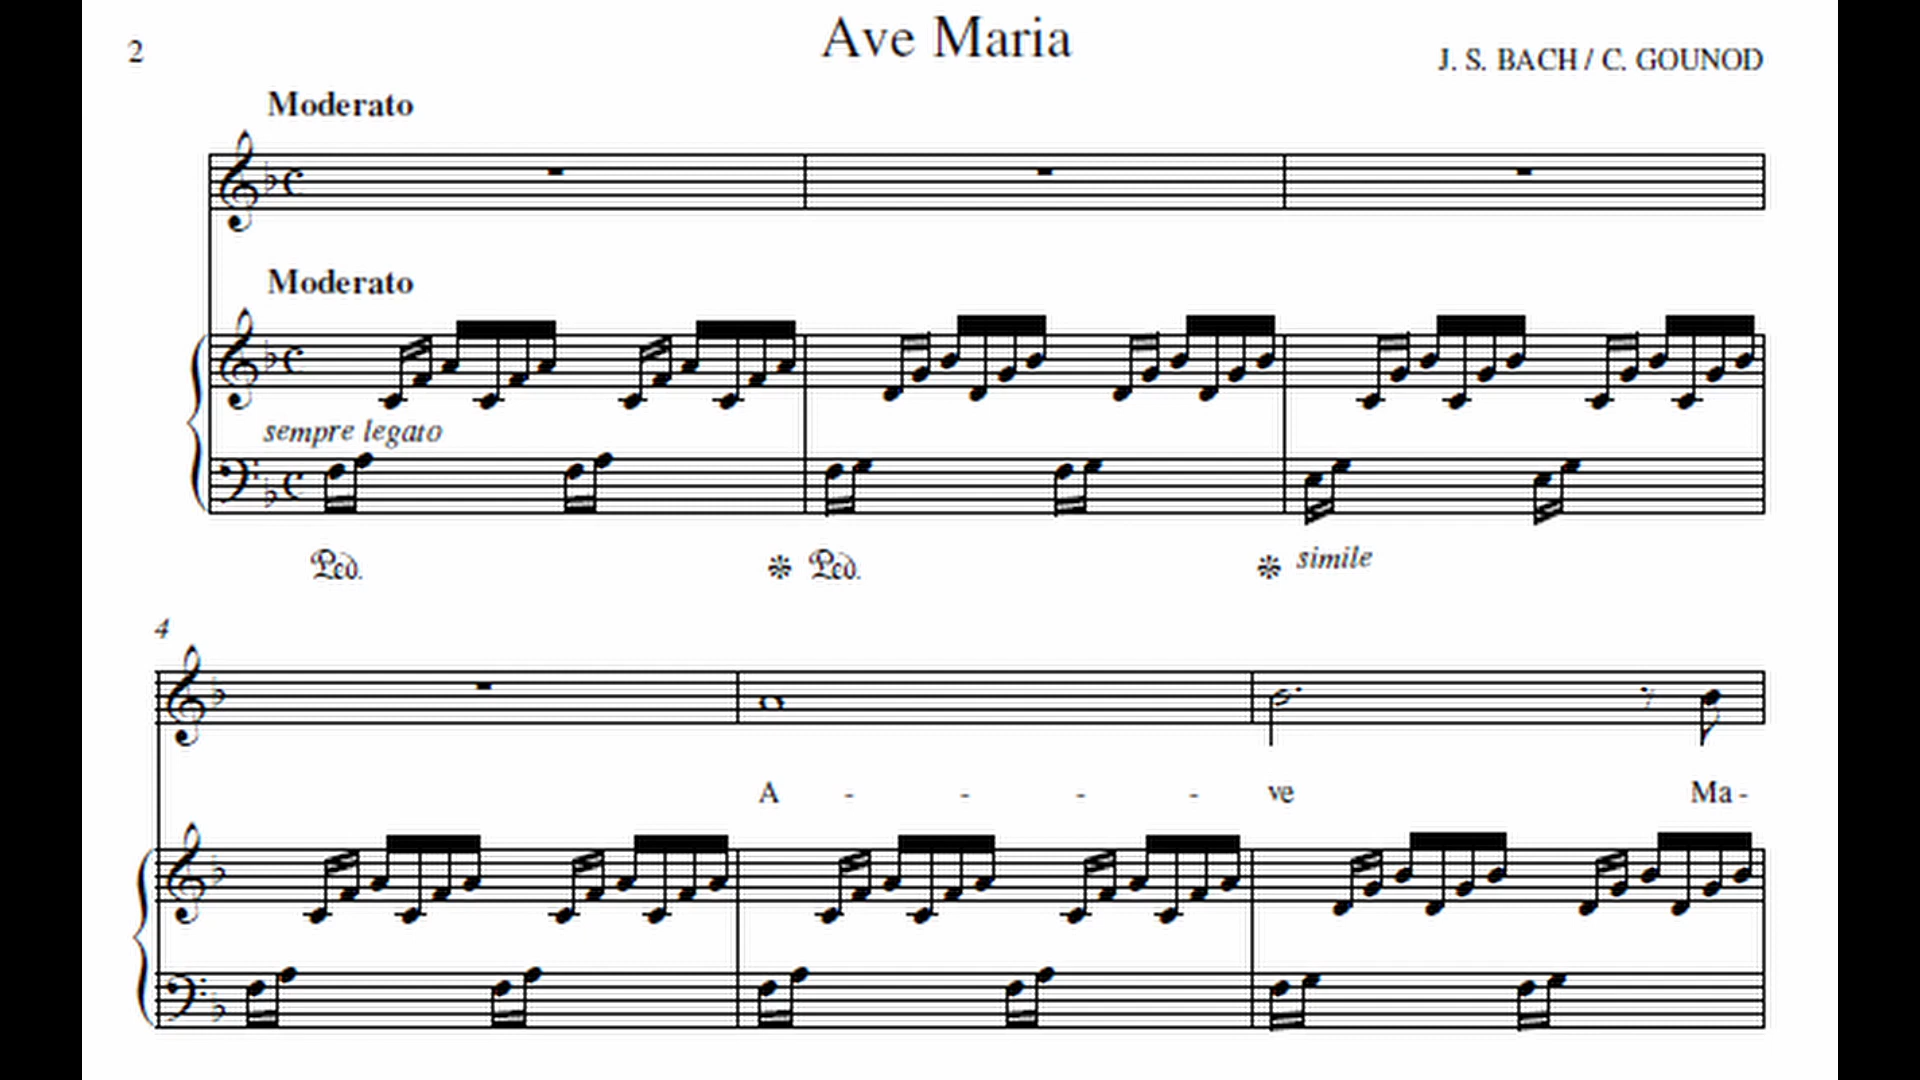 2
Ave Maria
J. S. BACH / C. GOUNOD
Moderato
Moderato
sempre legato
Ped. Ped. simile
4
A - - - - ve Ma -